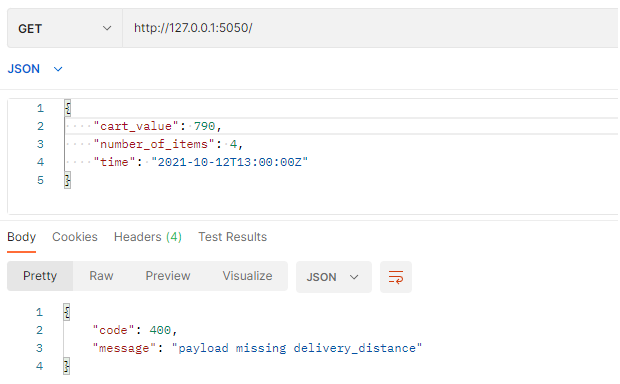 GET http://127.0.0.1:5050/
JSON
1 {
2 "cart_value": 790,
3 "number_of_items": 4,
4 "time": "2021-10-12T13:00:00Z"
5 }
Body Cookies Headers (4) Test Results
Pretty Raw Preview Visualize JSON
1 {
2 "code": 400,
3 "message": "payload missing delivery_distance"
4 }